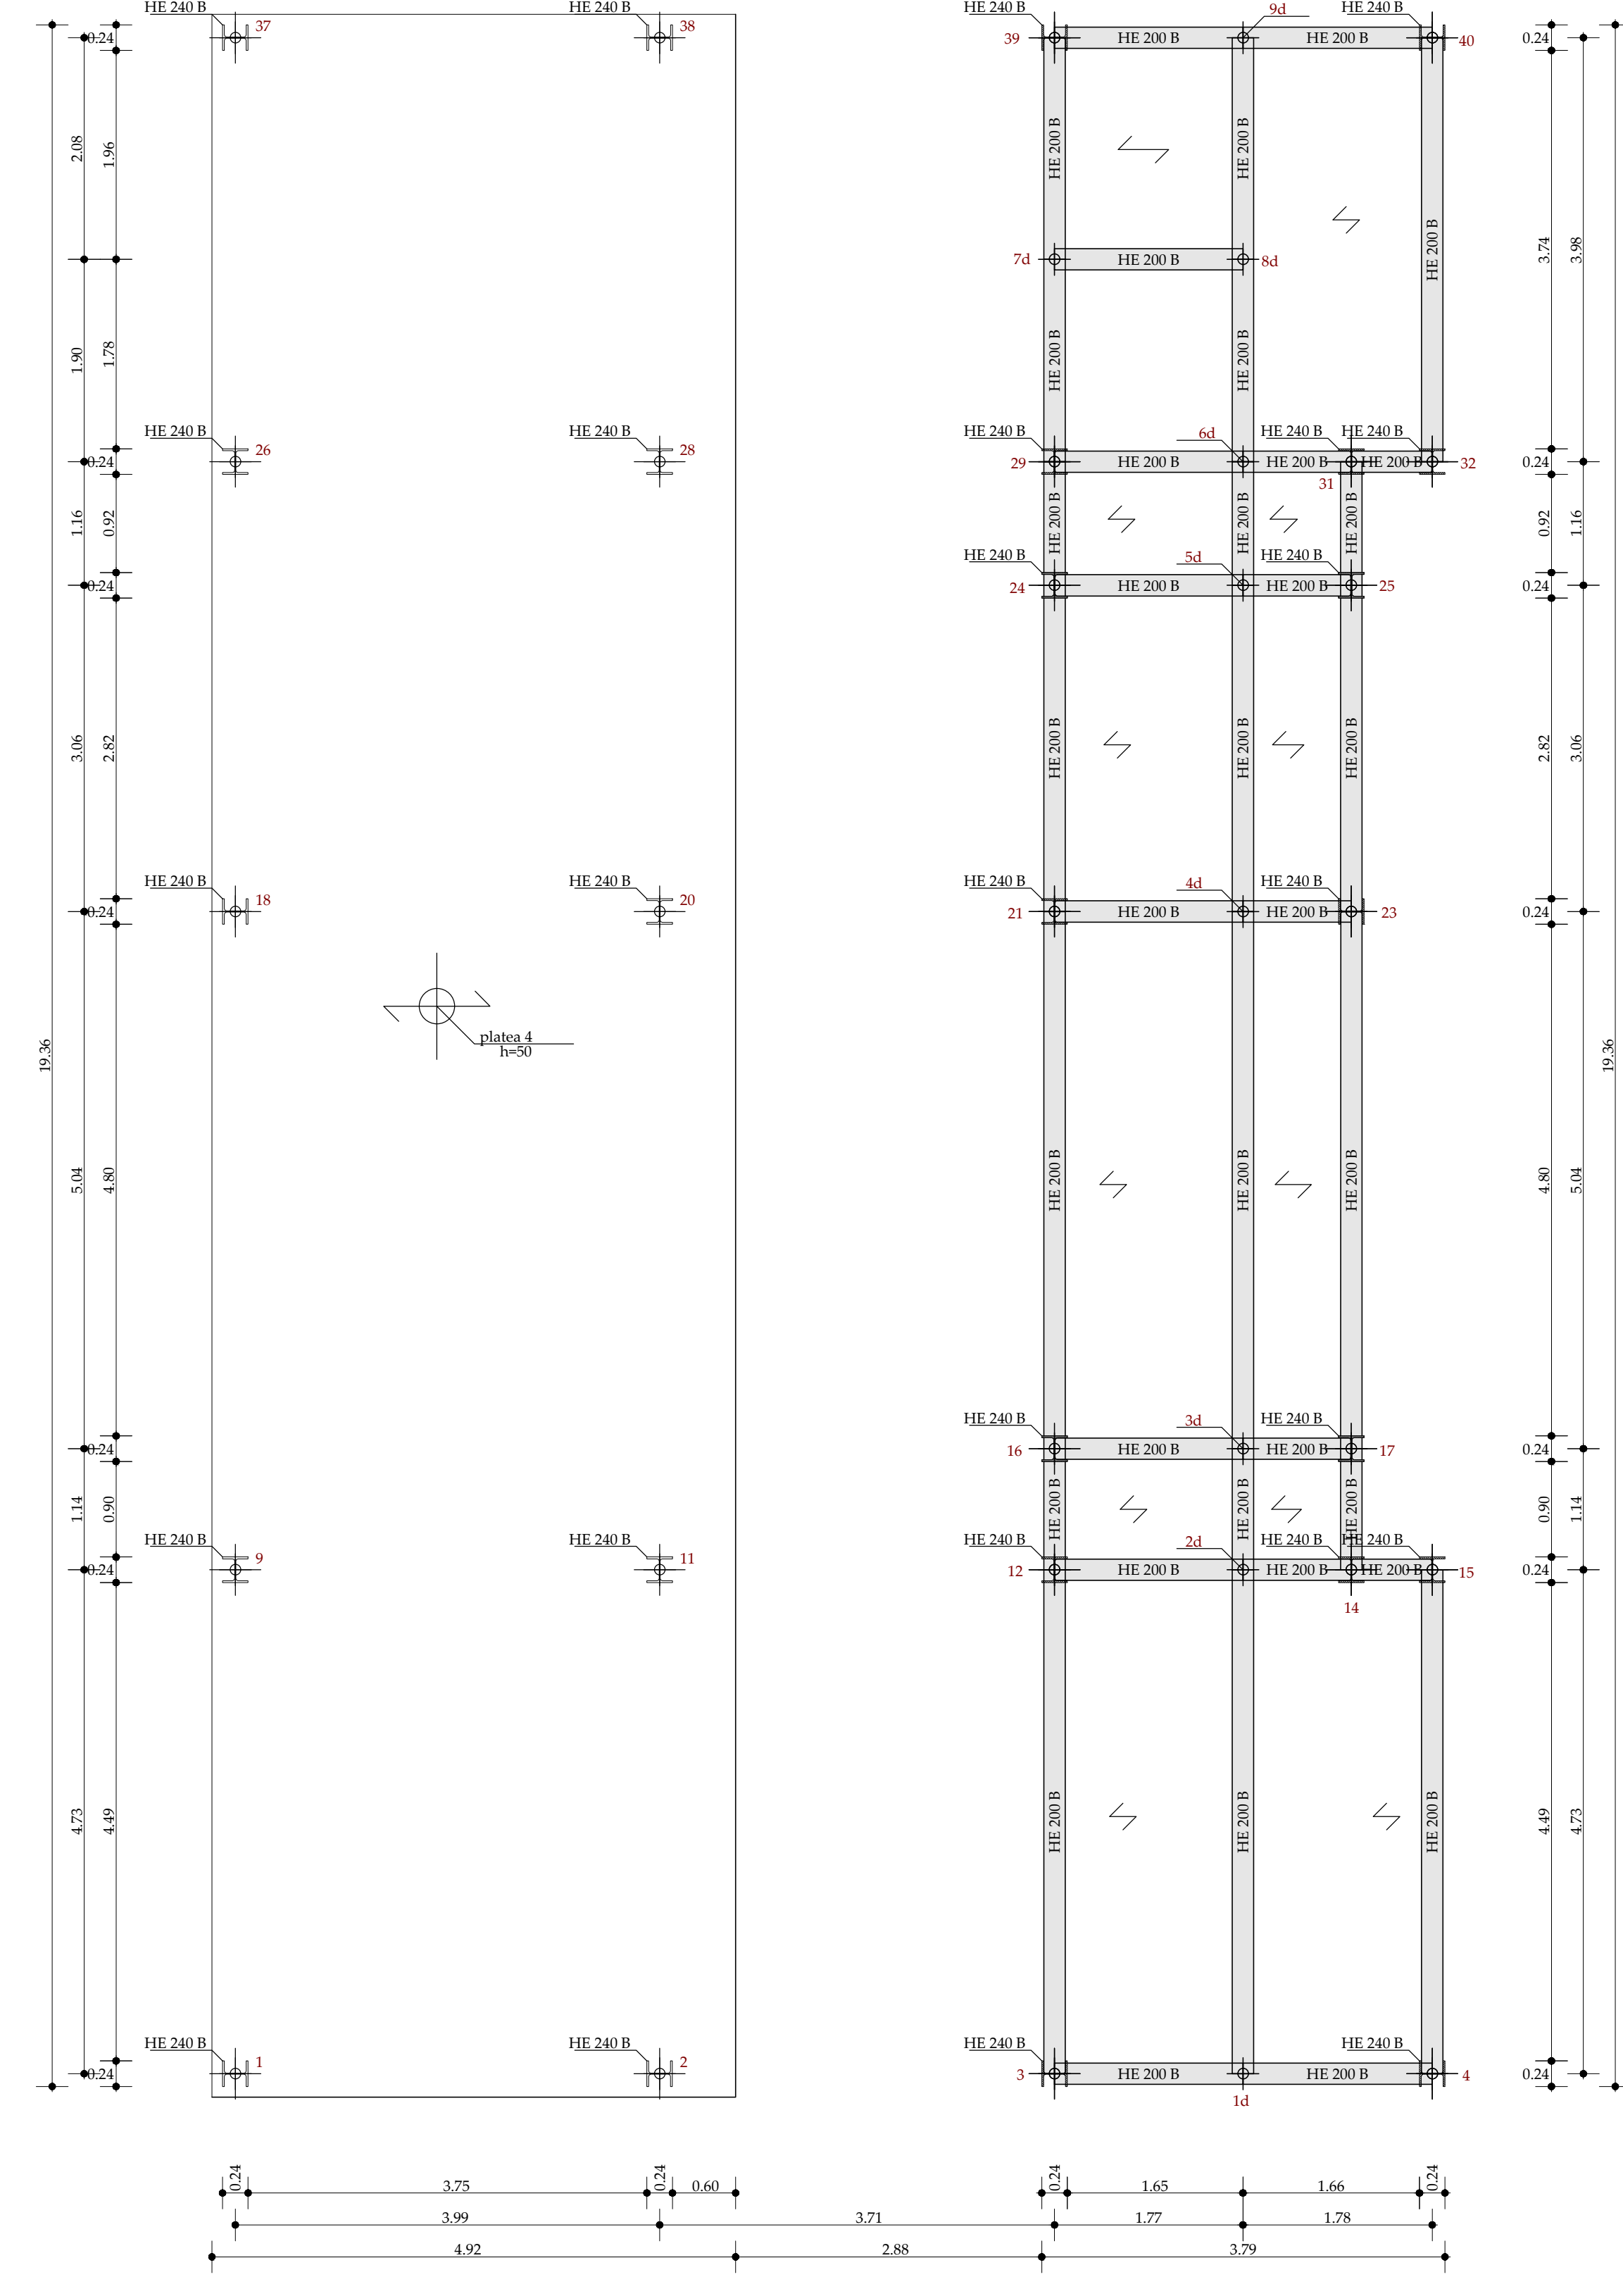 HE 240 B HE 240 B HE 240 B 9d HE 240 B
0.24 37 38 39 HE 200 B HE 200 B 40 0.24
2.08 1.96 HE 200 B HE 200 B
3.74 3.98 HE 200 B
7d HE 200 B 8d
1.90 1.78 HE 200 B HE 200 B
HE 240 B HE 240 B HE 240 B 6d HE 240 B HE 240 B
0.24 26 28 29 HE 200 B HE 200 B HE 200 B 32 0.24
31
1.16 0.92 HE 200 B HE 200 B HE 200 B 0.92 1.16
HE 240 B 5d HE 240 B
0.24 24 HE 200 B HE 200 B 25 0.24
3.06 2.82 HE 200 B HE 200 B HE 200 B 2.82 3.06
HE 240 B HE 240 B HE 240 B 4d HE 240 B
0.24 18 20 21 HE 200 B HE 200 B 23 0.24
platea 4
h=50
19.36 19.36
5.04 4.80 HE 200 B HE 200 B HE 200 B 4.80 5.04
HE 240 B 3d HE 240 B
0.24 16 HE 200 B HE 200 B 17 0.24
1.14 0.90 HE 200 B HE 200 B HE 200 B 0.90 1.14
HE 240 B HE 240 B HE 240 B 2d HE 240 B HE 240 B
0.24 9 11 12 HE 200 B HE 200 B HE 200 B 15 0.24
14
4.73 4.49 HE 200 B HE 200 B HE 200 B 4.49 4.73
HE 240 B HE 240 B HE 240 B HE 240 B
0.24 1 2 3 HE 200 B HE 200 B 4 0.24
1d
0.24 3.75 0.24 0.60 0.24 1.65 1.66 0.24
3.99 3.71 1.77 1.78
4.92 2.88 3.79